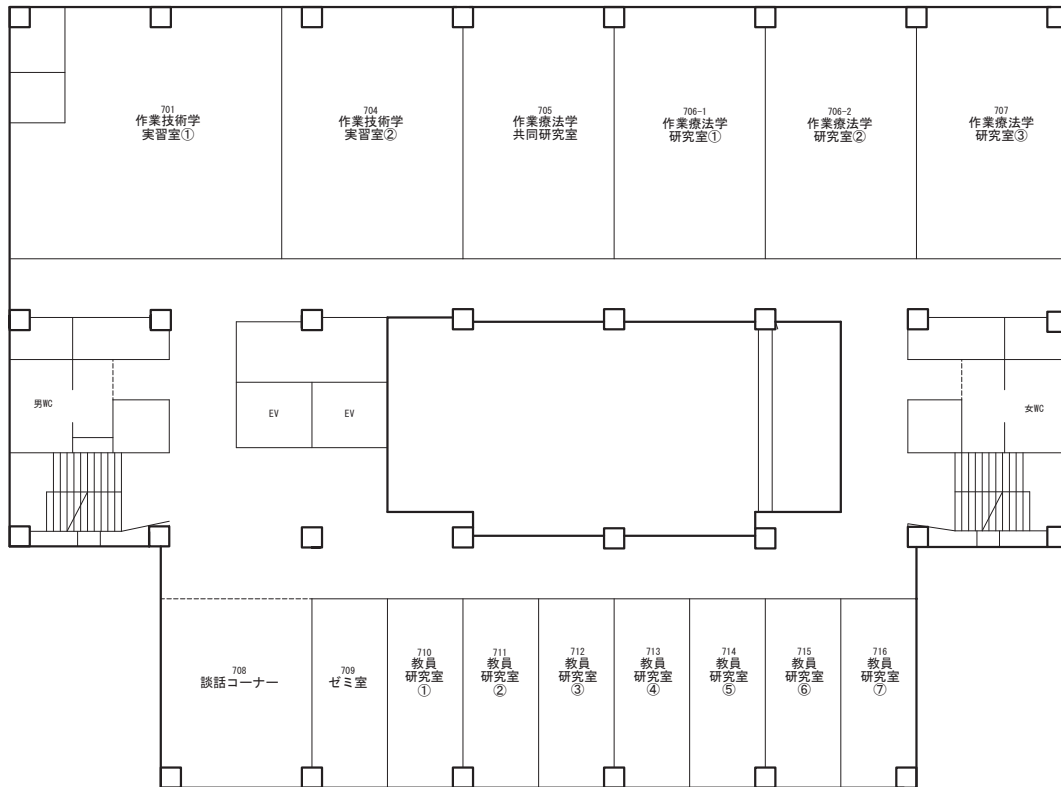 701
作業技術学
実習室①
704
作業技術学
実習室②
705
作業療法学
共同研究室
706-1
作業療法学
研究室①
706-2
作業療法学
研究室②
707
作業療法学
研究室③
男WC
EV
EV
女WC
708
談話コーナー
709
ゼミ室
710
教員
研究室
①
711
教員
研究室
②
712
教員
研究室
③
713
教員
研究室
④
714
教員
研究室
⑤
715
教員
研究室
⑥
716
教員
研究室
⑦